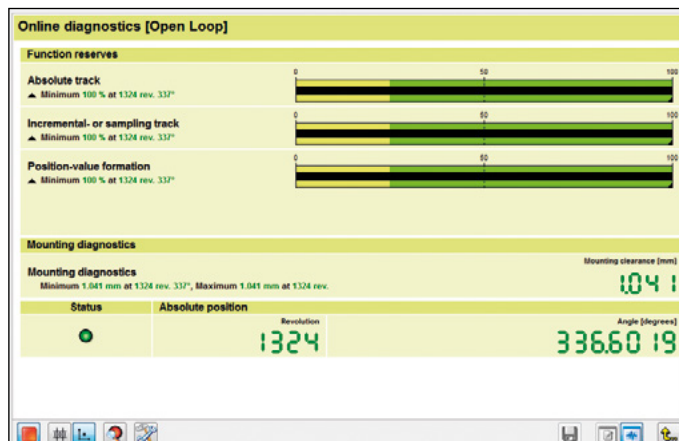 Online diagnostics [Open Loop]
Function reserves
Absolute track
Minimum 100 % at 1324 rev. 337°
0 50 100
Incremental- or sampling track
Minimum 100 % at 1324 rev. 337°
0 50 100
Position-value formation
Minimum 100 % at 1324 rev. 337°
0 50 100
Mounting diagnostics
Mounting diagnostics
Minimum 1.041 mm at 1324 rev. 337°, Maximum 1.041 mm at 1324 rev.
Mounting clearance [mm]
1.041
Status
Absolute position
Revolution
1324
Angle [degrees]
336.6019